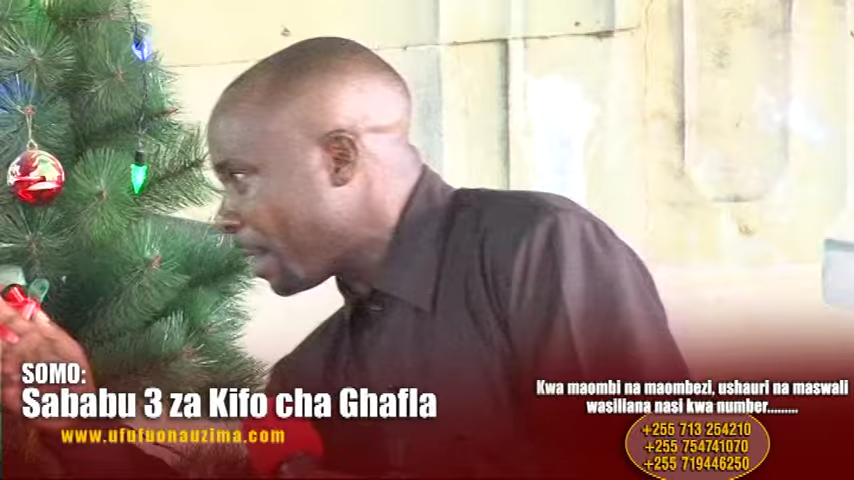 SOMO:
Sababu 3 za Kifo cha Ghafla
www.ufufuonauzima.com
Kwa maombi na maombezi, ushauri na maswali
wasiliana nasi kwa number.........
+255 713 254210
+255 754741070
+255 719446250